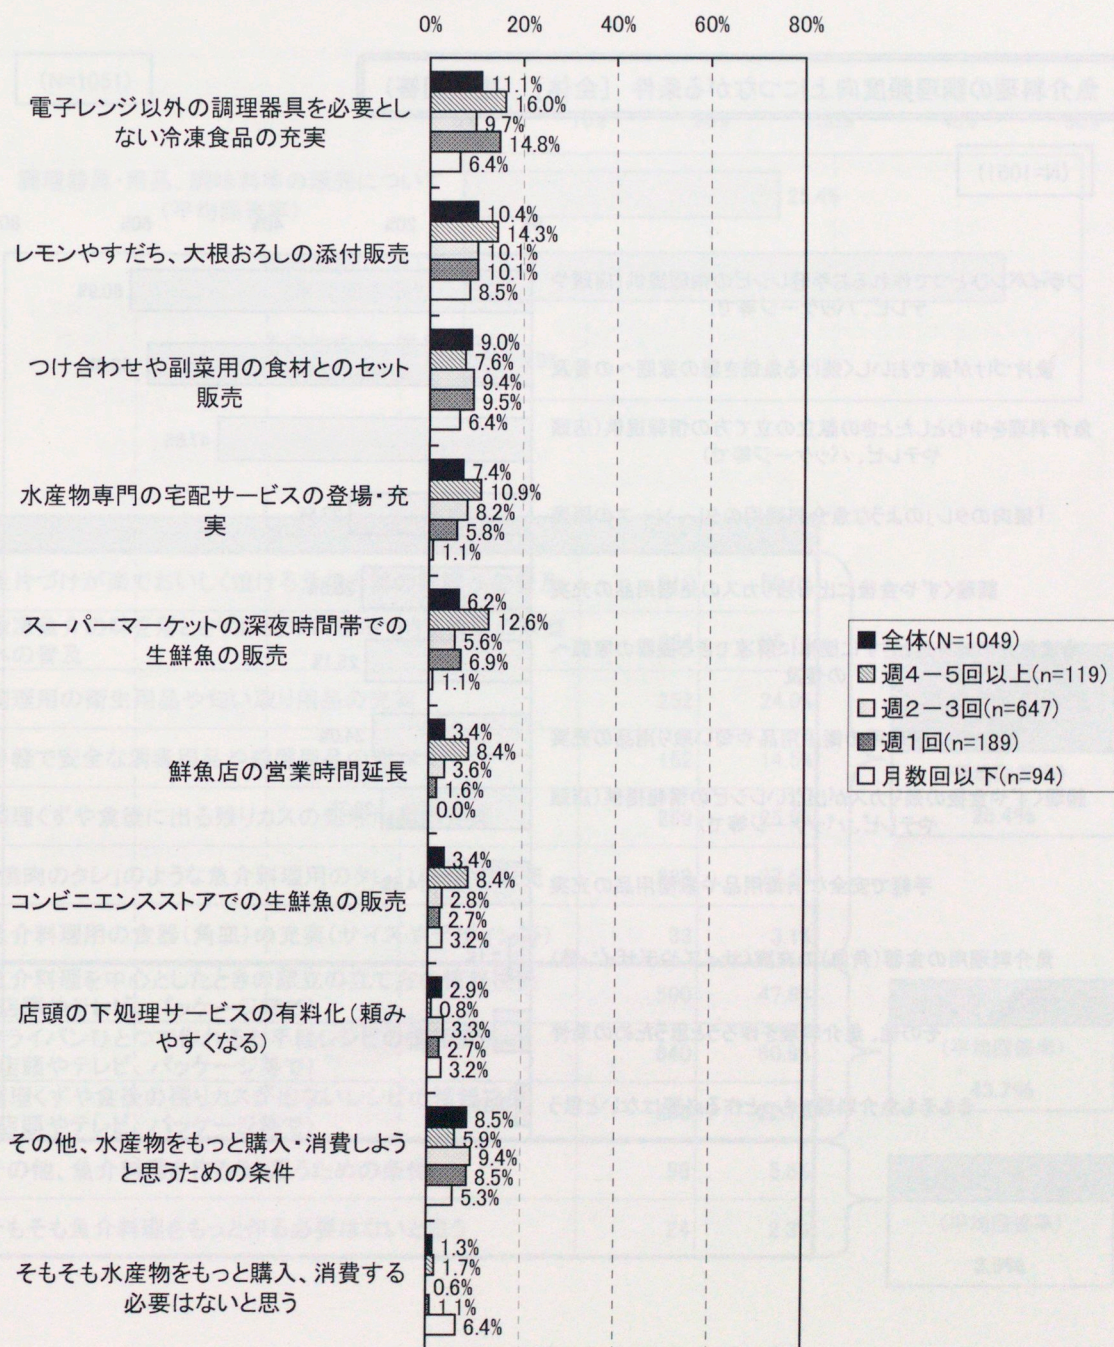 0% 20% 40% 60% 80%
電子レンジ以外の調理器具を必要とし
ない冷凍食品の充実
11.1%
16.0%
9.7%
14.8%
6.4%
レモンやすだち、大根おろしの添付販売
10.4%
14.3%
10.1%
10.1%
8.5%
つけ合わせや副菜用の食材とのセット
販売
9.0%
7.6%
9.4%
9.5%
6.4%
水産物専門の宅配サービスの登場・充
実
7.4%
10.9%
8.2%
5.8%
1.1%
スーパーマーケットの深夜時間帯での
生鮮魚の販売
6.2%
12.6%
5.6%
6.9%
1.1%
鮮魚店の営業時間延長
3.4%
8.4%
3.6%
1.6%
0.0%
コンビニエンスストアでの生鮮魚の販売
3.4%
8.4%
2.8%
2.7%
3.2%
店頭の下処理サービスの有料化(頼み
やすくなる)
2.9%
0.8%
3.3%
2.7%
3.2%
その他、水産物をもっと購入・消費しよう
と思うための条件
8.5%
5.9%
9.4%
8.5%
5.3%
そもそも水産物をもっと購入、消費する
必要はないと思う
1.3%
1.7%
0.6%
1.1%
6.4%
全体(N=1049)
週4-5回以上(n=119)
週2-3回(n=647)
週1回(n=189)
月数回以下(n=94)